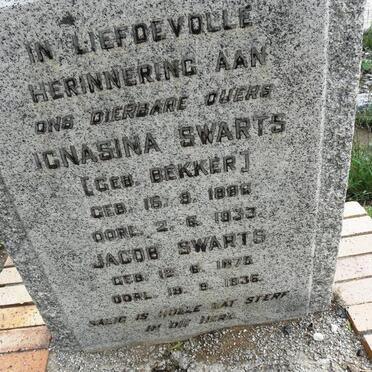 IN LIEFDEVOLLE
HERINNERING AAN
ONS DIERBARE OUERS
IGNASINA SWARTS
[GEB. BEKKER]
GEB. 15. 9. 1886
OORL. 2. 6. 1933
JACOB SWARTS
GEB 12. 6. 1875
OORL. 19. 9. 1936.
SALIG IS HULLE WAT STERF
IN DIE HERE.